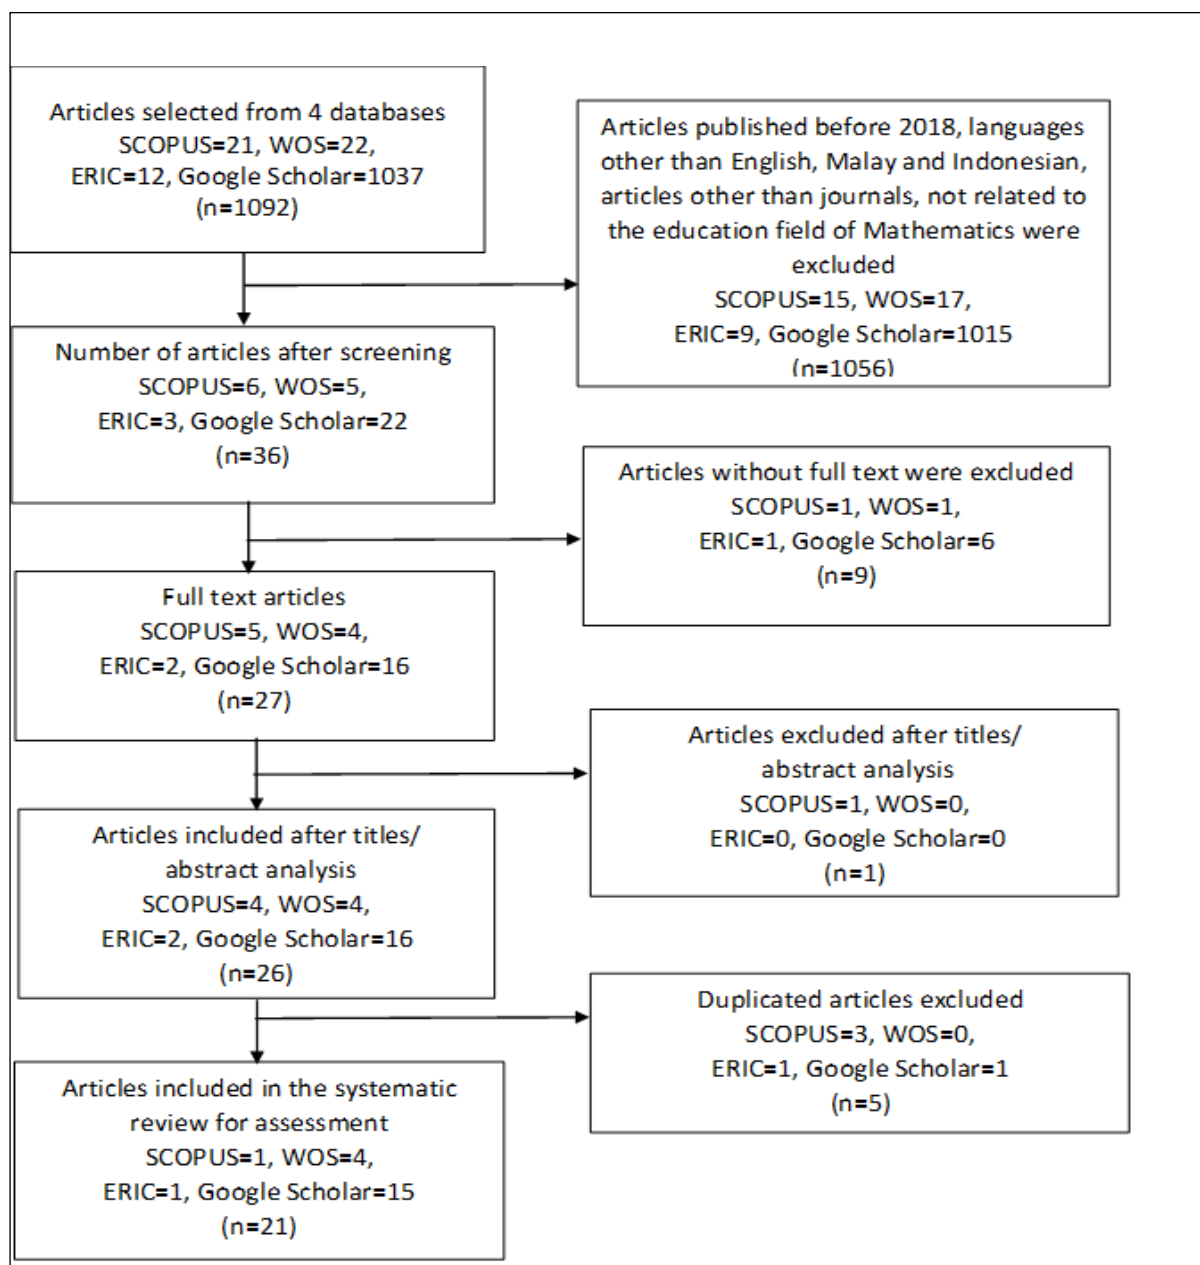 Articles selected from 4 databases
SCOPUS=21, WOS=22,
ERIC=12, Google Scholar=1037
(n=1092)
Articles published before 2018, languages
other than English, Malay and Indonesian,
articles other than journals, not related to
the education field of Mathematics were
excluded
SCOPUS=15, WOS=17,
ERIC=9, Google Scholar=1015
(n=1056)
Number of articles after screening
SCOPUS=6, WOS=5,
ERIC=3, Google Scholar=22
(n=36)
Articles without full text were excluded
SCOPUS=1, WOS=1,
ERIC=1, Google Scholar=6
(n=9)
Full text articles
SCOPUS=5, WOS=4,
ERIC=2, Google Scholar=16
(n=27)
Articles excluded after titles/
abstract analysis
SCOPUS=1, WOS=0,
ERIC=0, Google Scholar=0
(n=1)
Articles included after titles/
abstract analysis
SCOPUS=4, WOS=4,
ERIC=2, Google Scholar=16
(n=26)
Duplicated articles excluded
SCOPUS=3, WOS=0,
ERIC=1, Google Scholar=1
(n=5)
Articles included in the systematic
review for assessment
SCOPUS=1, WOS=4,
ERIC=1, Google Scholar=15
(n=21)